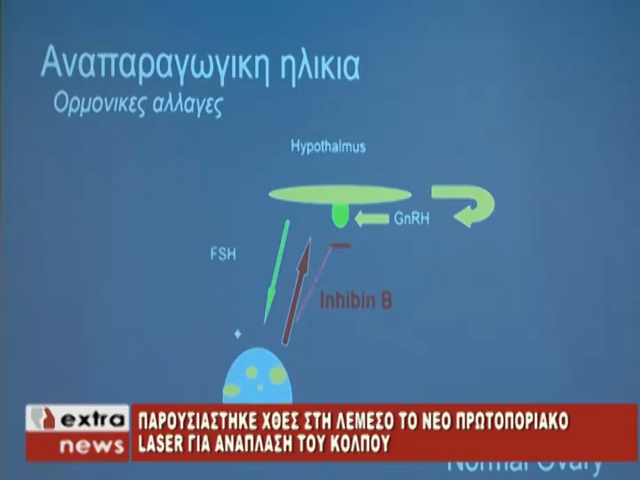 Αναπαραγωγικη ηλικια
Ορμονικες αλλαγες
Hypothalmus
GnRH
FSH
Inhibin B
extra
news
ΠΑΡΟΥΣΙΑΣΤΗΚΕ ΧΘΕΣ ΣΤΗ ΛΕΜΕΣΟ ΤΟ ΝΕΟ ΠΡΩΤΟΠΟΡΙΑΚΟ
LASER ΓΙΑ ΑΝΑΠΛΑΣΗ ΤΟΥ ΚΟΛΠΟΥ
Normal Ovary